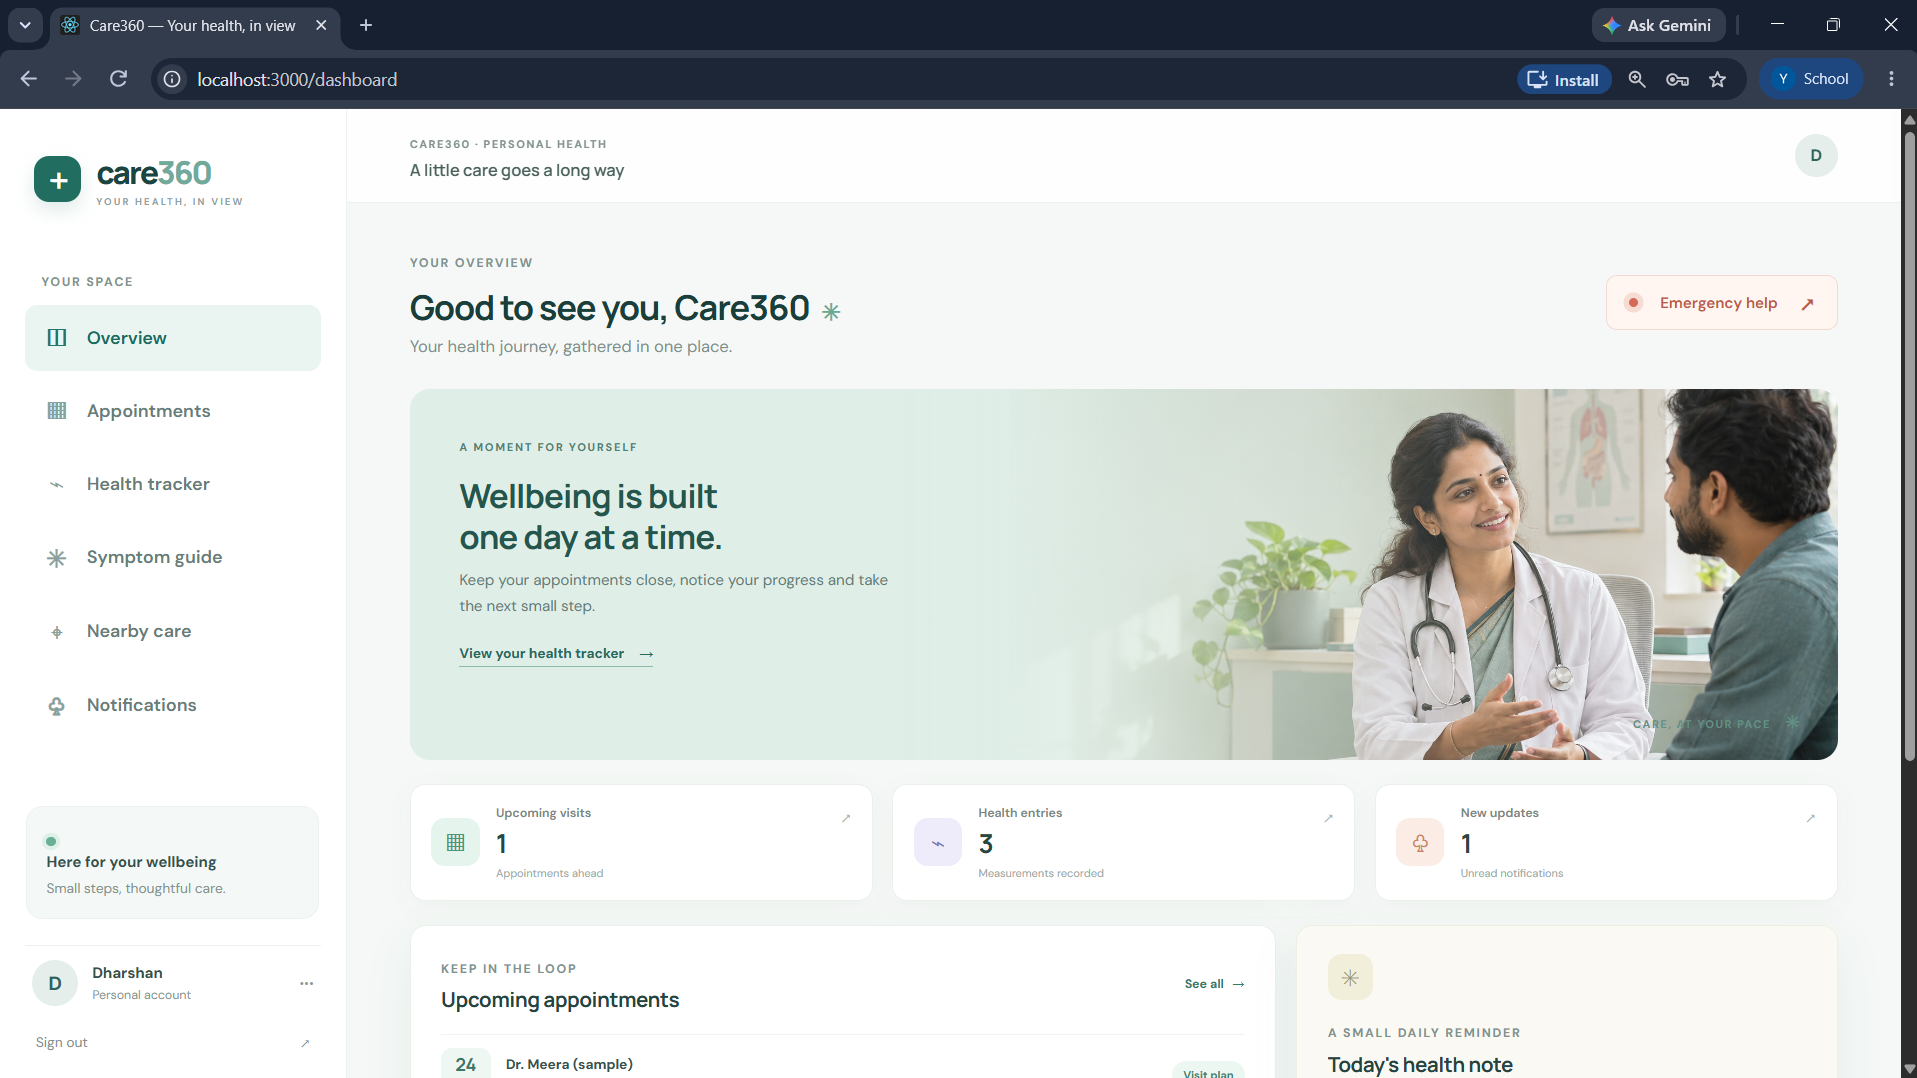 Care360 — Your health, in view
Ask Gemini
localhost:3000/dashboard
Install
Y School
care360
YOUR HEALTH, IN VIEW
YOUR SPACE
Overview
Appointments
Health tracker
Symptom guide
Nearby care
Notifications
Here for your wellbeing
Small steps, thoughtful care.
D
Dharshan
Personal account
Sign out
CARE360 · PERSONAL HEALTH
A little care goes a long way
D
YOUR OVERVIEW
Good to see you, Care360
Your health journey, gathered in one place.
Emergency help
A MOMENT FOR YOURSELF
Wellbeing is built
one day at a time.
Keep your appointments close, notice your progress and take
the next small step.
View your health tracker →
CARE, AT YOUR PACE
Upcoming visits
1
Appointments ahead
Health entries
3
Measurements recorded
New updates
1
Unread notifications
KEEP IN THE LOOP
Upcoming appointments
See all →
24
Dr. Meera (sample)
Visit plan
A SMALL DAILY REMINDER
Today's health note